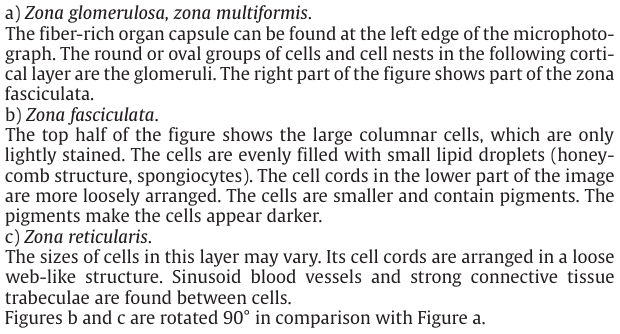 a) Zona glomerulosa, zona multiformis.
The fiber-rich organ capsule can be found at the left edge of the microphoto-
graph. The round or oval groups of cells and cell nests in the following corti-
cal layer are the glomeruli. The right part of the figure shows part of the zona
fasciculata.
b) Zona fasciculata.
The top half of the figure shows the large columnar cells, which are only
lightly stained. The cells are evenly filled with small lipid droplets (honey-
comb structure, spongiocytes). The cell cords in the lower part of the image
are more loosely arranged. The cells are smaller and contain pigments. The
pigments make the cells appear darker.
c) Zona reticularis.
The sizes of cells in this layer may vary. Its cell cords are arranged in a loose
web-like structure. Sinusoid blood vessels and strong connective tissue
trabeculae are found between cells.
Figures b and c are rotated 90° in comparison with Figure a.